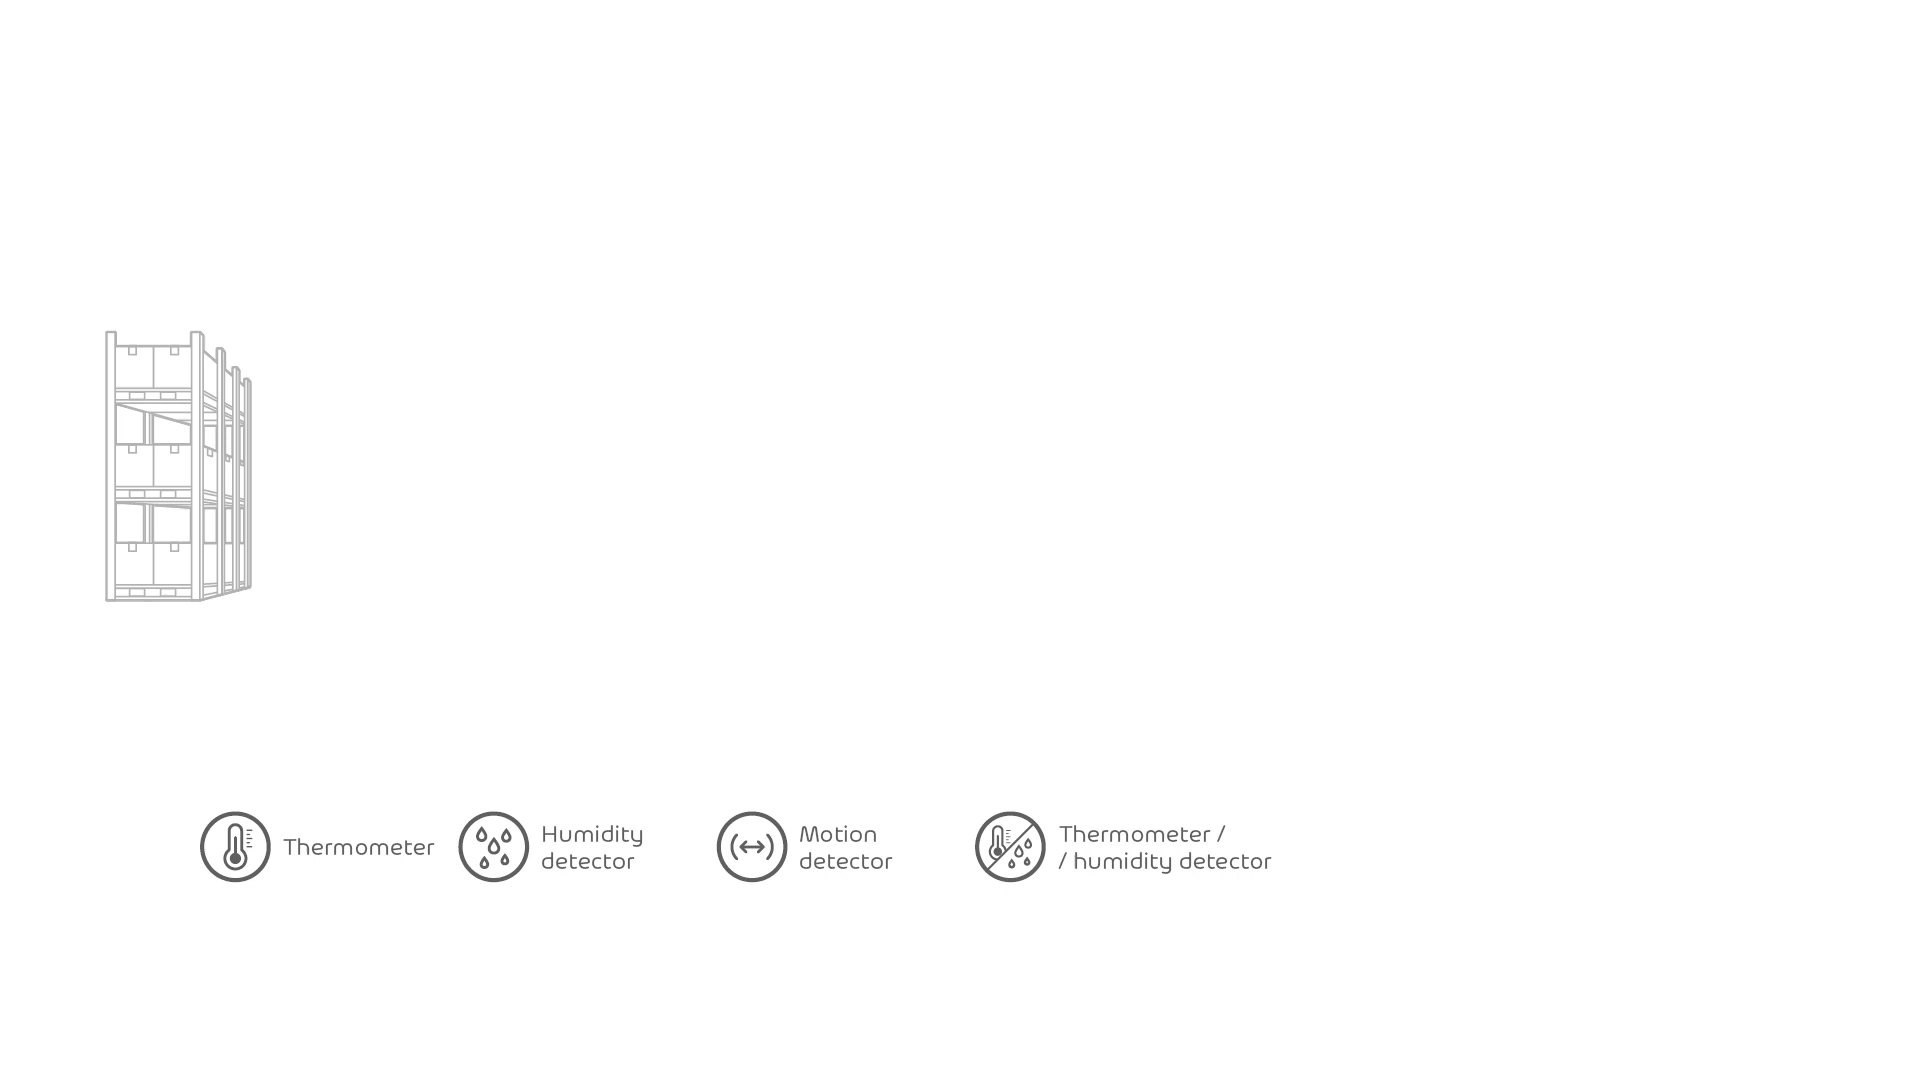 Thermometer
Humidity
detector
Motion
detector
Thermometer /
/ humidity detector